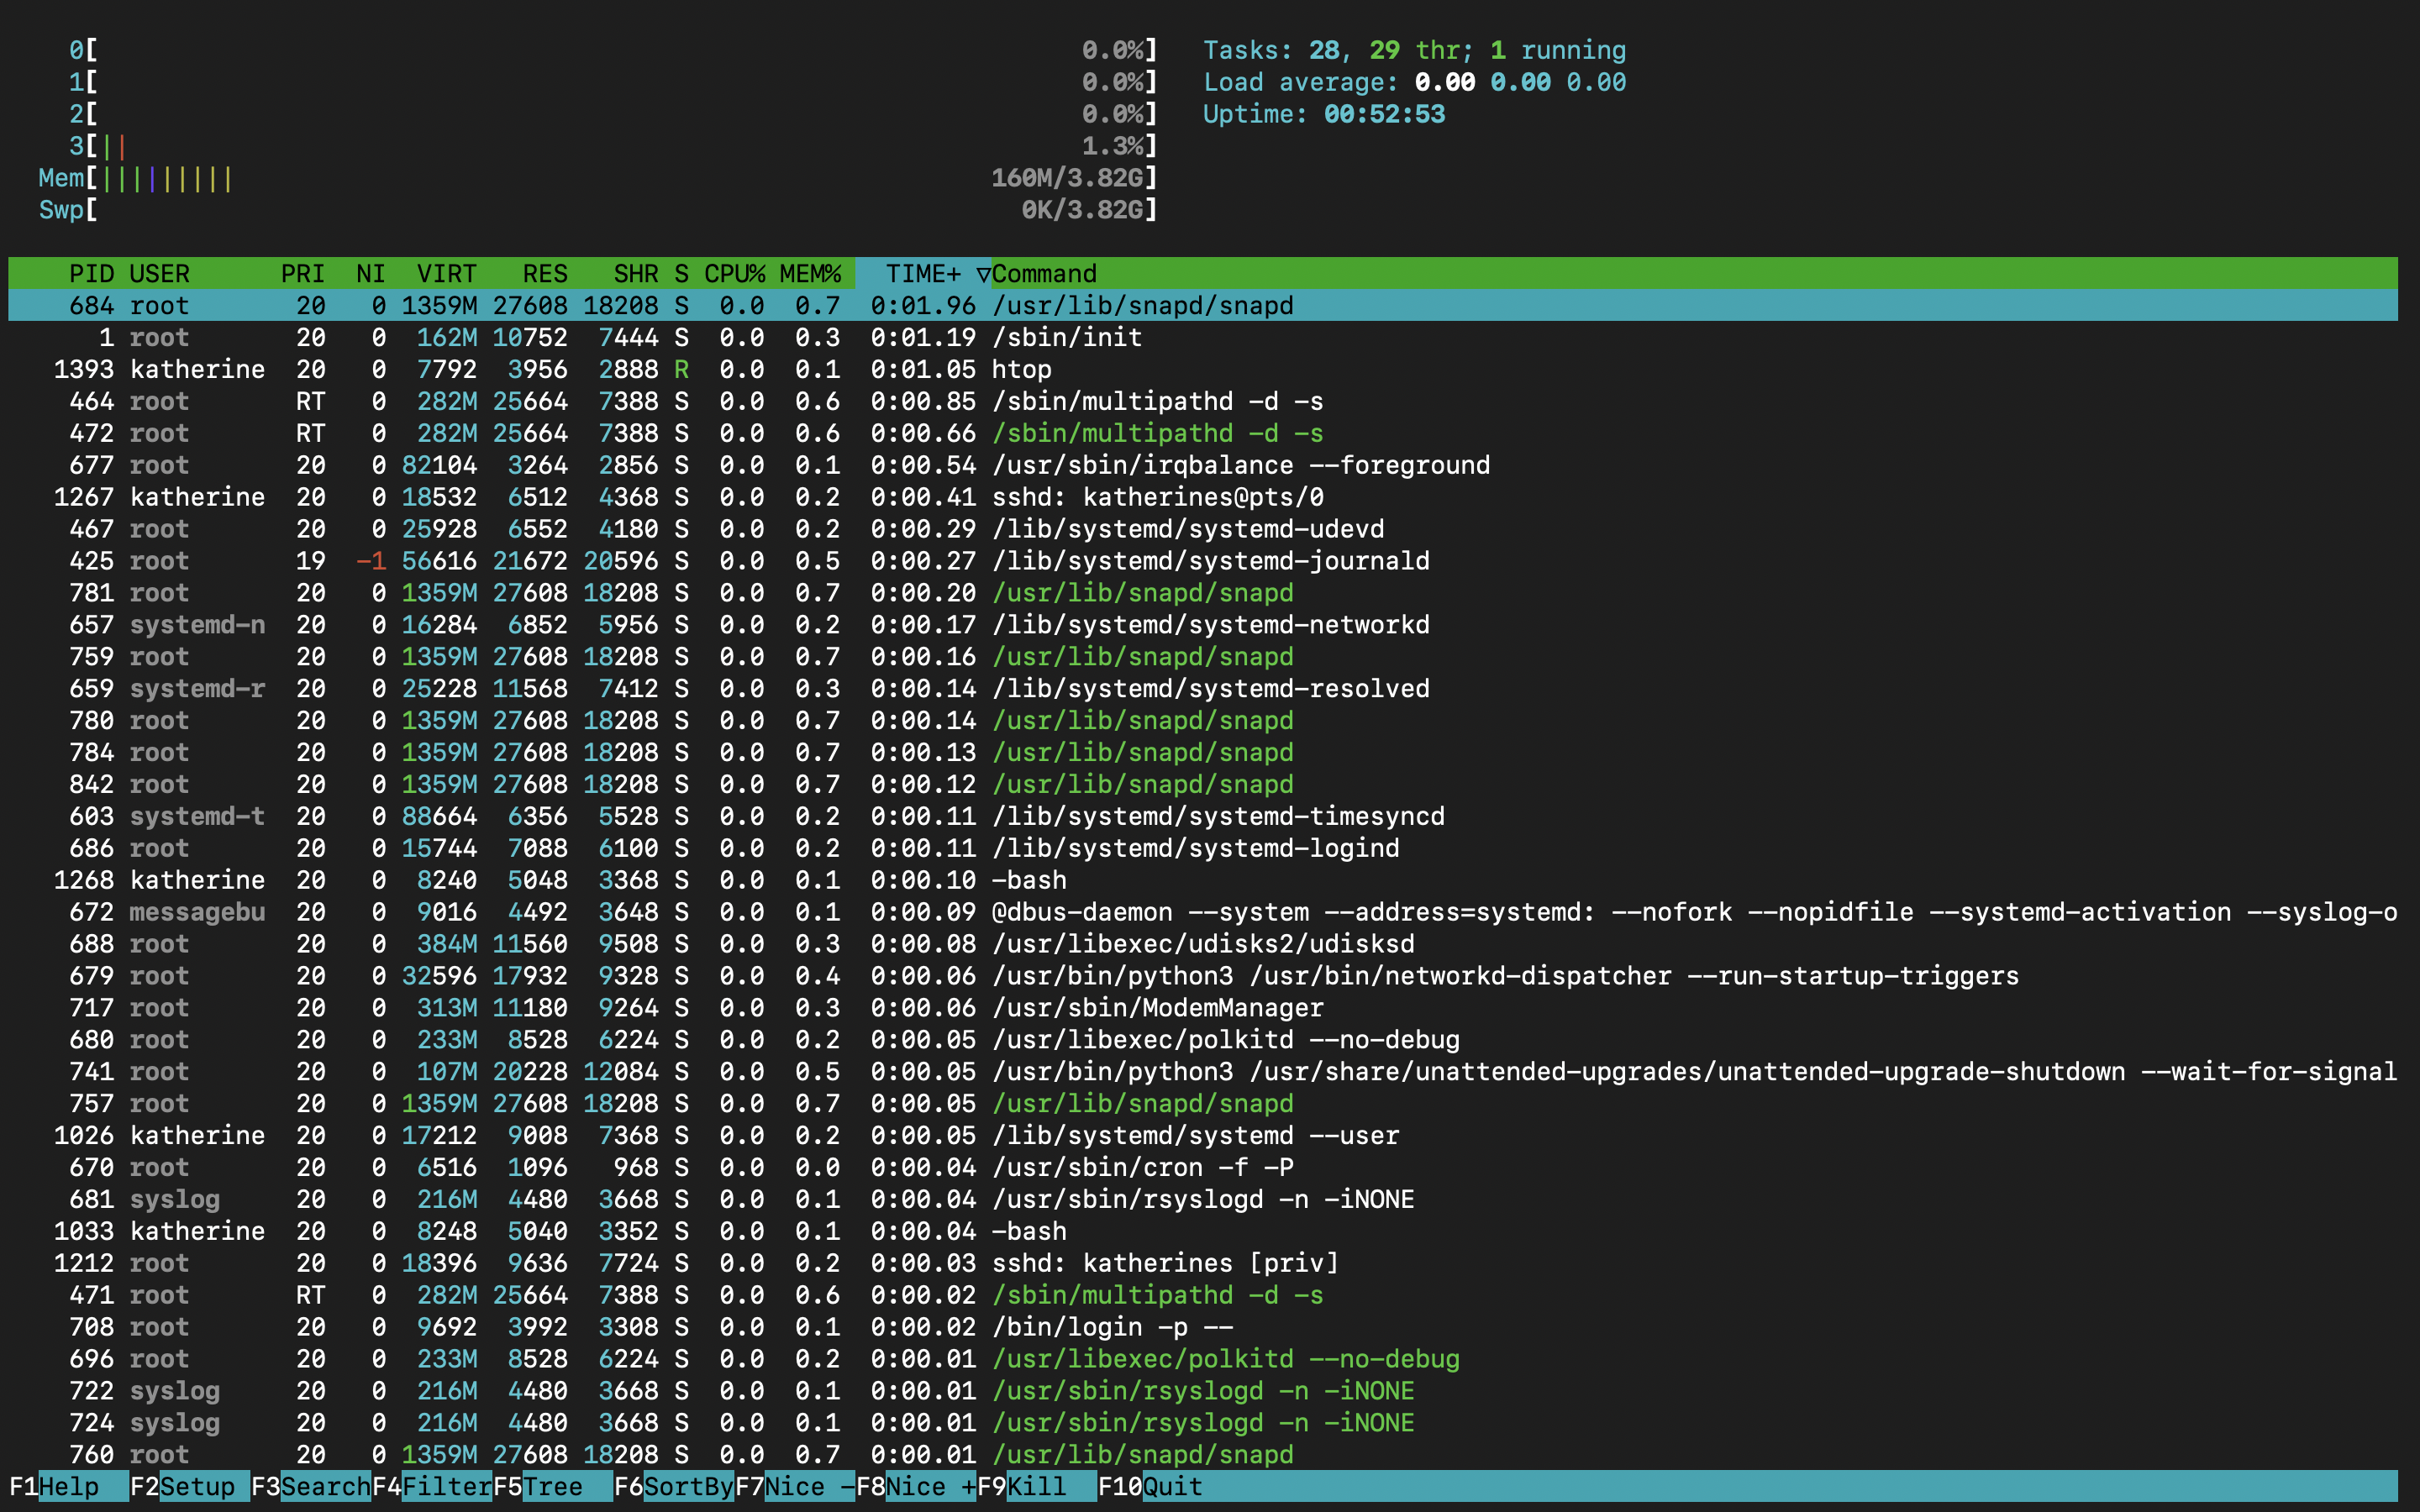 0[ 0.0%] Tasks: 28, 29 thr; 1 running
1[ 0.0%] Load average: 0.00 0.00 0.00
2[ 0.0%] Uptime: 00:52:53
3[|| 1.3%]
Mem[||||||||| 160M/3.82G]
Swp[ 0K/3.82G]
PID USER PRI NI VIRT RES SHR S CPU% MEM% TIME+ ▽Command
684 root 20 0 1359M 27608 18208 S 0.0 0.7 0:01.96 /usr/lib/snapd/snapd
1 root 20 0 162M 10752 7444 S 0.0 0.3 0:01.19 /sbin/init
1393 katherine 20 0 7792 3956 2888 R 0.0 0.1 0:01.05 htop
464 root RT 0 282M 25664 7388 S 0.0 0.6 0:00.85 /sbin/multipathd -d -s
472 root RT 0 282M 25664 7388 S 0.0 0.6 0:00.66 /sbin/multipathd -d -s
677 root 20 0 82104 3264 2856 S 0.0 0.1 0:00.54 /usr/sbin/irqbalance --foreground
1267 katherine 20 0 18532 6512 4368 S 0.0 0.2 0:00.41 sshd: katherines@pts/0
467 root 20 0 25928 6552 4180 S 0.0 0.2 0:00.29 /lib/systemd/systemd-udevd
425 root 19 -1 56616 21672 20596 S 0.0 0.5 0:00.27 /lib/systemd/systemd-journald
781 root 20 0 1359M 27608 18208 S 0.0 0.7 0:00.20 /usr/lib/snapd/snapd
657 systemd-n 20 0 16284 6852 5956 S 0.0 0.2 0:00.17 /lib/systemd/systemd-networkd
759 root 20 0 1359M 27608 18208 S 0.0 0.7 0:00.16 /usr/lib/snapd/snapd
659 systemd-r 20 0 25228 11568 7412 S 0.0 0.3 0:00.14 /lib/systemd/systemd-resolved
780 root 20 0 1359M 27608 18208 S 0.0 0.7 0:00.14 /usr/lib/snapd/snapd
784 root 20 0 1359M 27608 18208 S 0.0 0.7 0:00.13 /usr/lib/snapd/snapd
842 root 20 0 1359M 27608 18208 S 0.0 0.7 0:00.12 /usr/lib/snapd/snapd
603 systemd-t 20 0 88664 6356 5528 S 0.0 0.2 0:00.11 /lib/systemd/systemd-timesyncd
686 root 20 0 15744 7088 6100 S 0.0 0.2 0:00.11 /lib/systemd/systemd-logind
1268 katherine 20 0 8240 5048 3368 S 0.0 0.1 0:00.10 -bash
672 messagebu 20 0 9016 4492 3648 S 0.0 0.1 0:00.09 @dbus-daemon --system --address=systemd: --nofork --nopidfile --systemd-activation --syslog-o
688 root 20 0 384M 11560 9508 S 0.0 0.3 0:00.08 /usr/libexec/udisks2/udisksd
679 root 20 0 32596 17932 9328 S 0.0 0.4 0:00.06 /usr/bin/python3 /usr/bin/networkd-dispatcher --run-startup-triggers
717 root 20 0 313M 11180 9264 S 0.0 0.3 0:00.06 /usr/sbin/ModemManager
680 root 20 0 233M 8528 6224 S 0.0 0.2 0:00.05 /usr/libexec/polkitd --no-debug
741 root 20 0 107M 20228 12084 S 0.0 0.5 0:00.05 /usr/bin/python3 /usr/share/unattended-upgrades/unattended-upgrade-shutdown --wait-for-signal
757 root 20 0 1359M 27608 18208 S 0.0 0.7 0:00.05 /usr/lib/snapd/snapd
1026 katherine 20 0 17212 9008 7368 S 0.0 0.2 0:00.05 /lib/systemd/systemd --user
670 root 20 0 6516 1096 968 S 0.0 0.0 0:00.04 /usr/sbin/cron -f -P
681 syslog 20 0 216M 4480 3668 S 0.0 0.1 0:00.04 /usr/sbin/rsyslogd -n -iNONE
1033 katherine 20 0 8248 5040 3352 S 0.0 0.1 0:00.04 -bash
1212 root 20 0 18396 9636 7724 S 0.0 0.2 0:00.03 sshd: katherines [priv]
471 root RT 0 282M 25664 7388 S 0.0 0.6 0:00.02 /sbin/multipathd -d -s
708 root 20 0 9692 3992 3308 S 0.0 0.1 0:00.02 /bin/login -p --
696 root 20 0 233M 8528 6224 S 0.0 0.2 0:00.01 /usr/libexec/polkitd --no-debug
722 syslog 20 0 216M 4480 3668 S 0.0 0.1 0:00.01 /usr/sbin/rsyslogd -n -iNONE
724 syslog 20 0 216M 4480 3668 S 0.0 0.1 0:00.01 /usr/sbin/rsyslogd -n -iNONE
760 root 20 0 1359M 27608 18208 S 0.0 0.7 0:00.01 /usr/lib/snapd/snapd
F1Help F2Setup F3SearchF4FilterF5Tree F6SortByF7Nice -F8Nice +F9Kill F10Quit